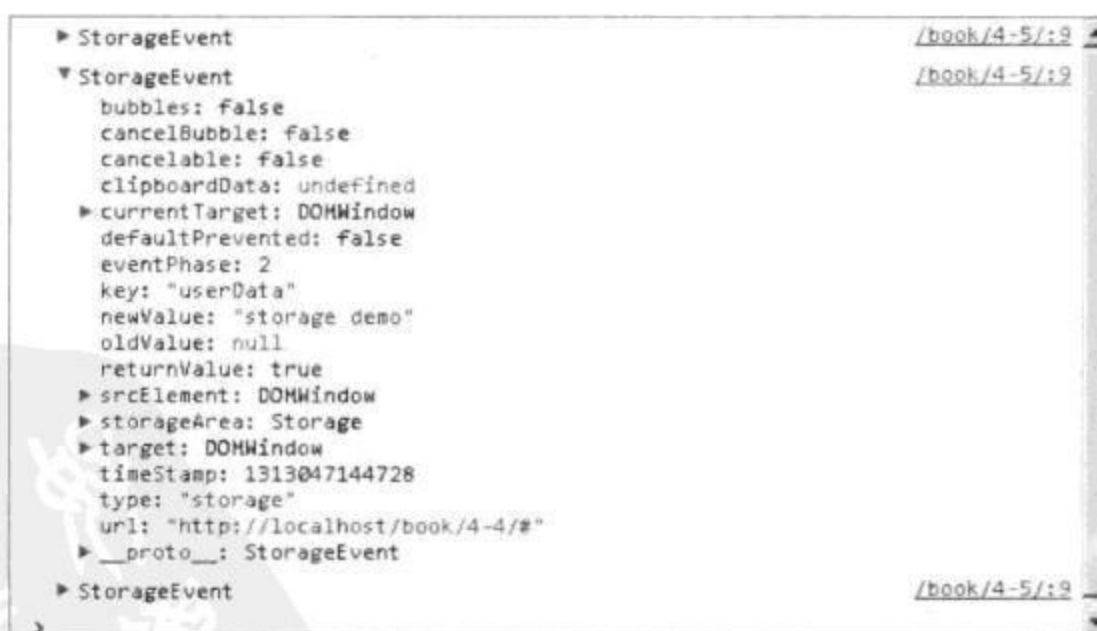 ▶ StorageEvent /book/4-5/:9
▼ StorageEvent /book/4-5/:9
bubbles: false
cancelBubble: false
cancelable: false
clipboardData: undefined
▶ currentTarget: DOMWindow
defaultPrevented: false
eventPhase: 2
key: "userData"
newValue: "storage demo"
oldValue: null
returnValue: true
▶ srcElement: DOMWindow
▶ storageArea: Storage
▶ target: DOMWindow
timeStamp: 1313047144728
type: "storage"
url: "http://localhost/book/4-4/#"
▶ __proto__: StorageEvent
▶ StorageEvent /book/4-5/:9
>